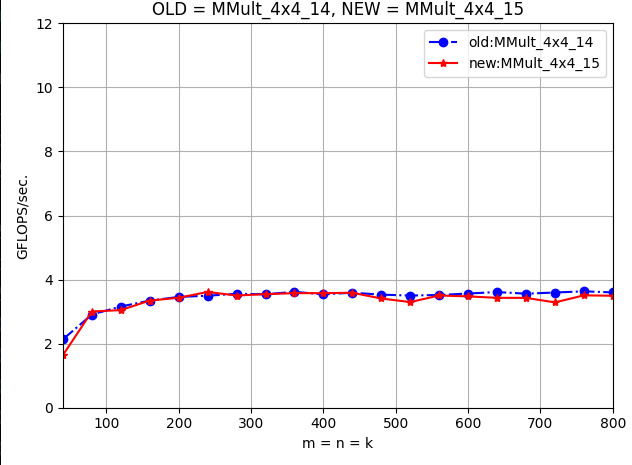 OLD = MMult_4x4_14, NEW = MMult_4x4_15
old:MMult_4x4_14
new:MMult_4x4_15
12
10
8
6
4
2
0
GFLOPS/sec.
100 200 300 400 500 600 700 800
m = n = k